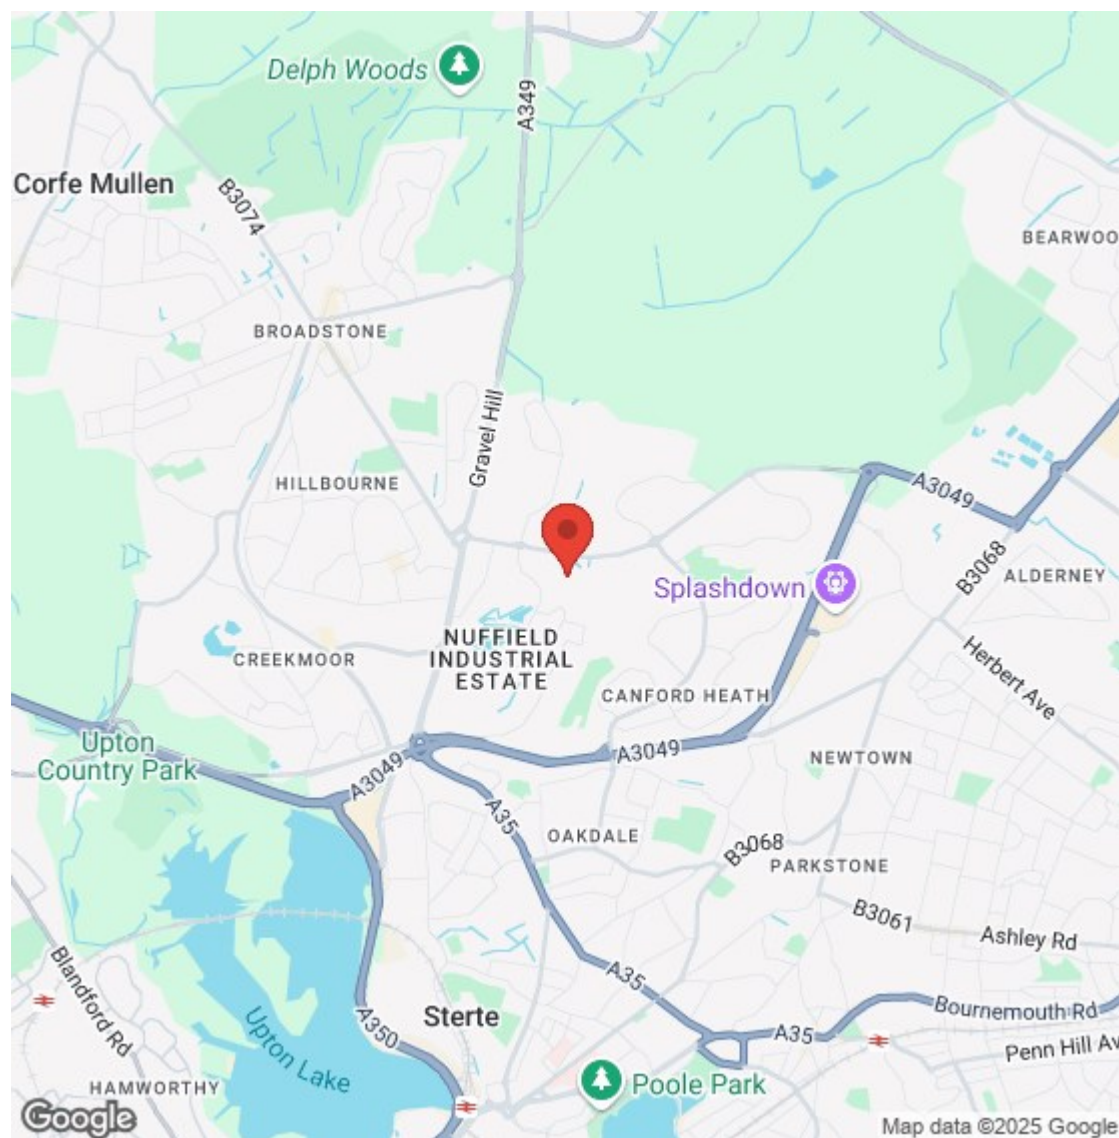 Delph Woods
A349
Corfe Mullen
B3074
BEARWOO
BROADSTONE
Gravel Hill
HILLBOURNE
A3049
B3068
ALDERNEY
Splashdown
NUFFIELD
INDUSTRIAL
ESTATE
CREEKMOOR
Herbert Ave
CANFORD HEATH
Upton
Country Park
A3049
A3049
NEWTOWN
A35
OAKDALE
B3068
PARKSTONE
B3061
Ashley Rd
Blandford Rd
A35
Upton Lake
A350
Sterte
A35
Bournemouth Rd
Penn Hill Av
HAMWORTHY
Poole Park
Google
Map data ©2025 Google